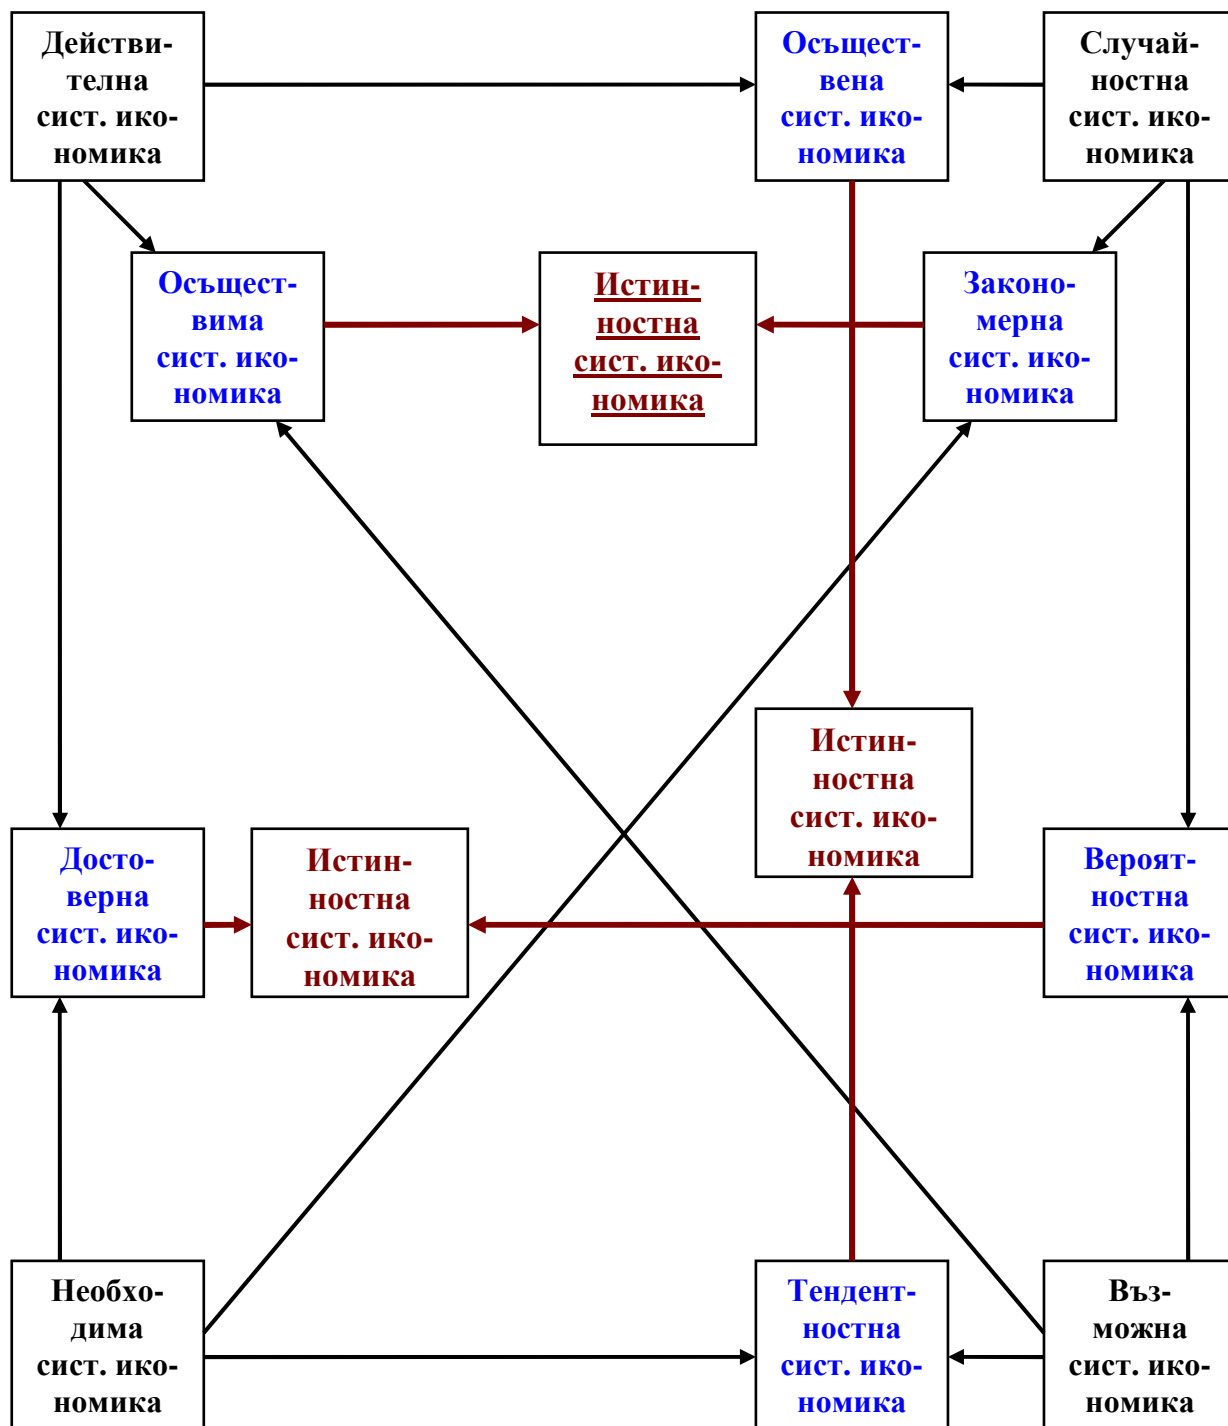 Действи-
телна
сист. ико-
номика
Осъщест-
вена
сист. ико-
номика
Случай-
ностна
сист. ико-
номика
Осъщест-
вима
сист. ико-
номика
Истин-
ностна
сист. ико-
номика
Законо-
мерна
сист. ико-
номика
Истин-
ностна
сист. ико-
номика
Досто-
верна
сист. ико-
номика
Истин-
ностна
сист. ико-
номика
Вероят-
ностна
сист. ико-
номика
Необхо-
дима
сист. ико-
номика
Тендент-
ностна
сист. ико-
номика
Въз-
можна
сист. ико-
номика